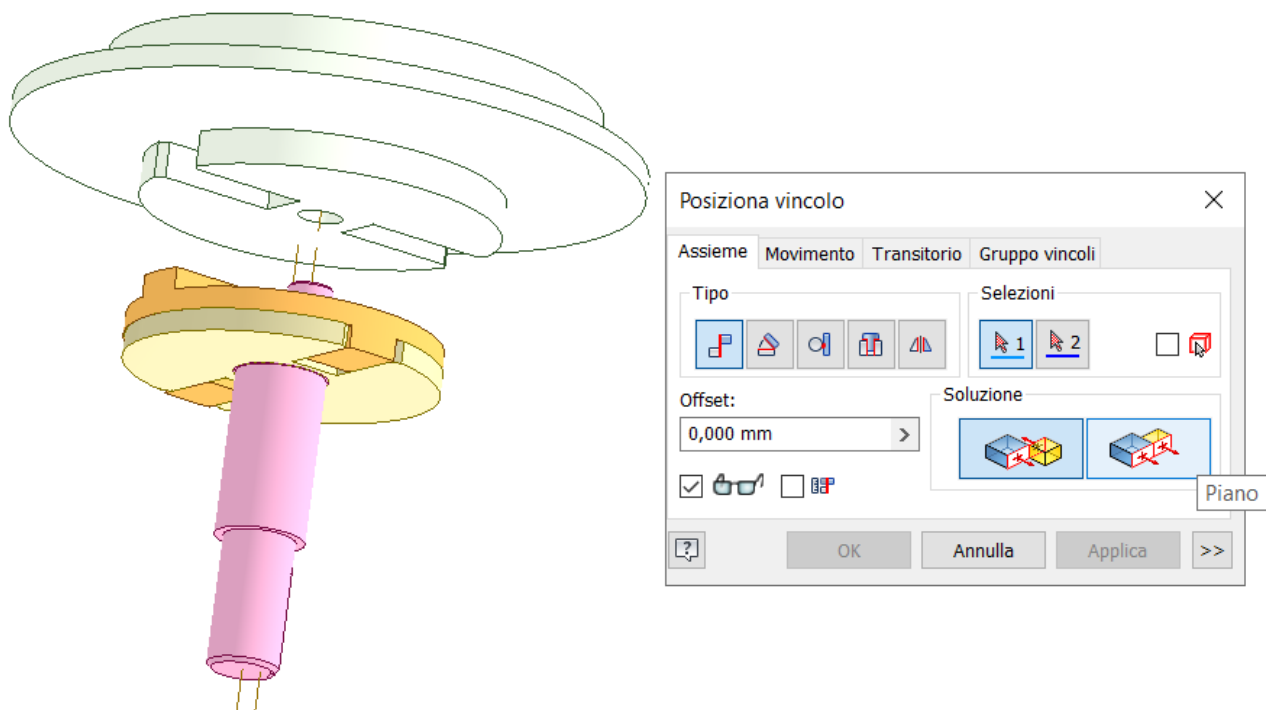 Posiziona vincolo
Assieme Movimento Transitorio Gruppo vincoli
Tipo
Selezioni
1 2
Offset:
0,000 mm
Soluzione
Piano
? OK Annulla Applica >>